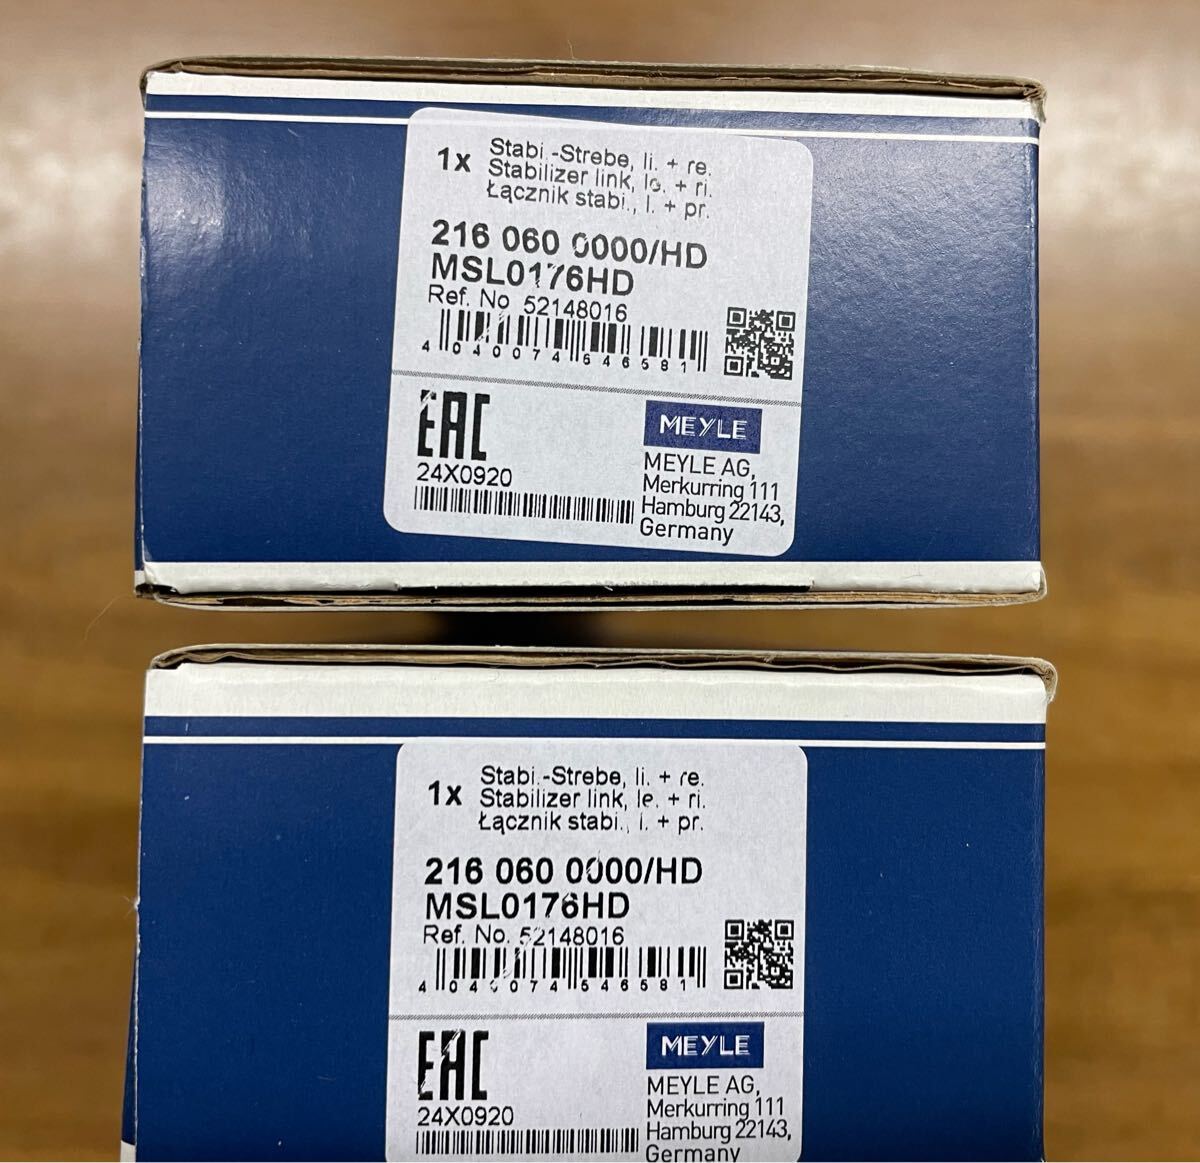 1x Stabi.-Strebe, li. + re.
Stabilizer link, le. + ri.
Łącznik stabi., l. + pr.
216 060 0000/HD
MSL0176HD
Ref. No 52148016
4 040074 546581
EAC
MEYLE
24X0920
MEYLE AG,
Merkurring 111
Hamburg 22143,
Germany
1x Stabi.-Strebe, li. + re.
Stabilizer link, le. + ri.
Łącznik stabi., l. + pr.
216 060 0000/HD
MSL0176HD
Ref. No. 52148016
4 040074 546581
EAC
MEYLE
24X0920
MEYLE AG,
Merkurring 111
Hamburg 22143,
Germany